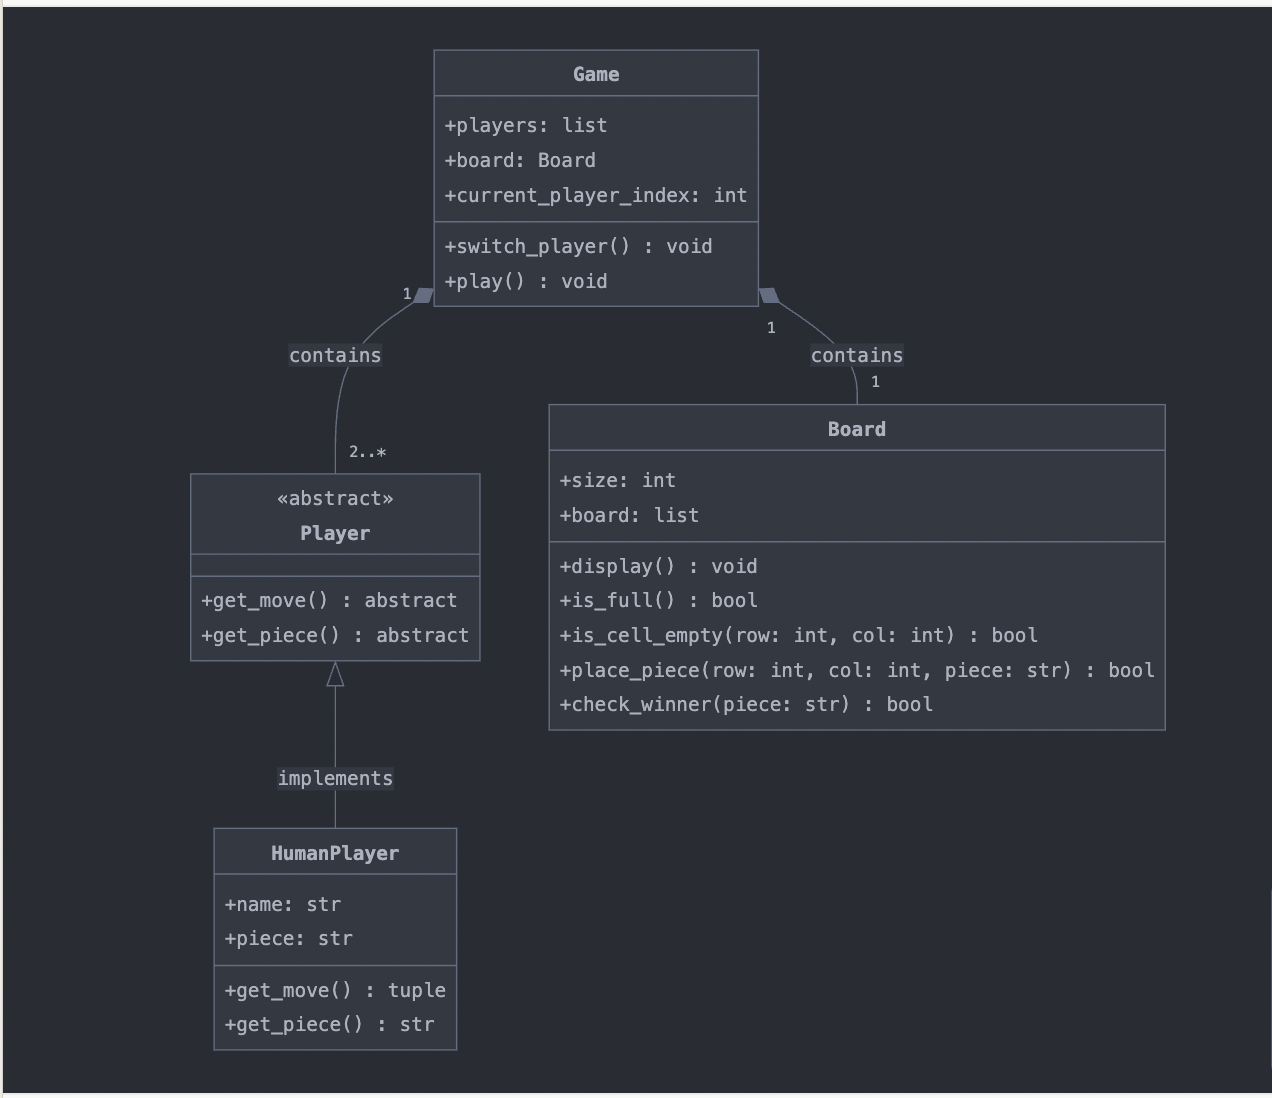 Game
+players: list
+board: Board
+current_player_index: int
+switch_player() : void
+play() : void
1
1
contains
contains
1
2..*
«abstract»
Player
+get_move() : abstract
+get_piece() : abstract
Board
+size: int
+board: list
+display() : void
+is_full() : bool
+is_cell_empty(row: int, col: int) : bool
+place_piece(row: int, col: int, piece: str) : bool
+check_winner(piece: str) : bool
implements
HumanPlayer
+name: str
+piece: str
+get_move() : tuple
+get_piece() : str